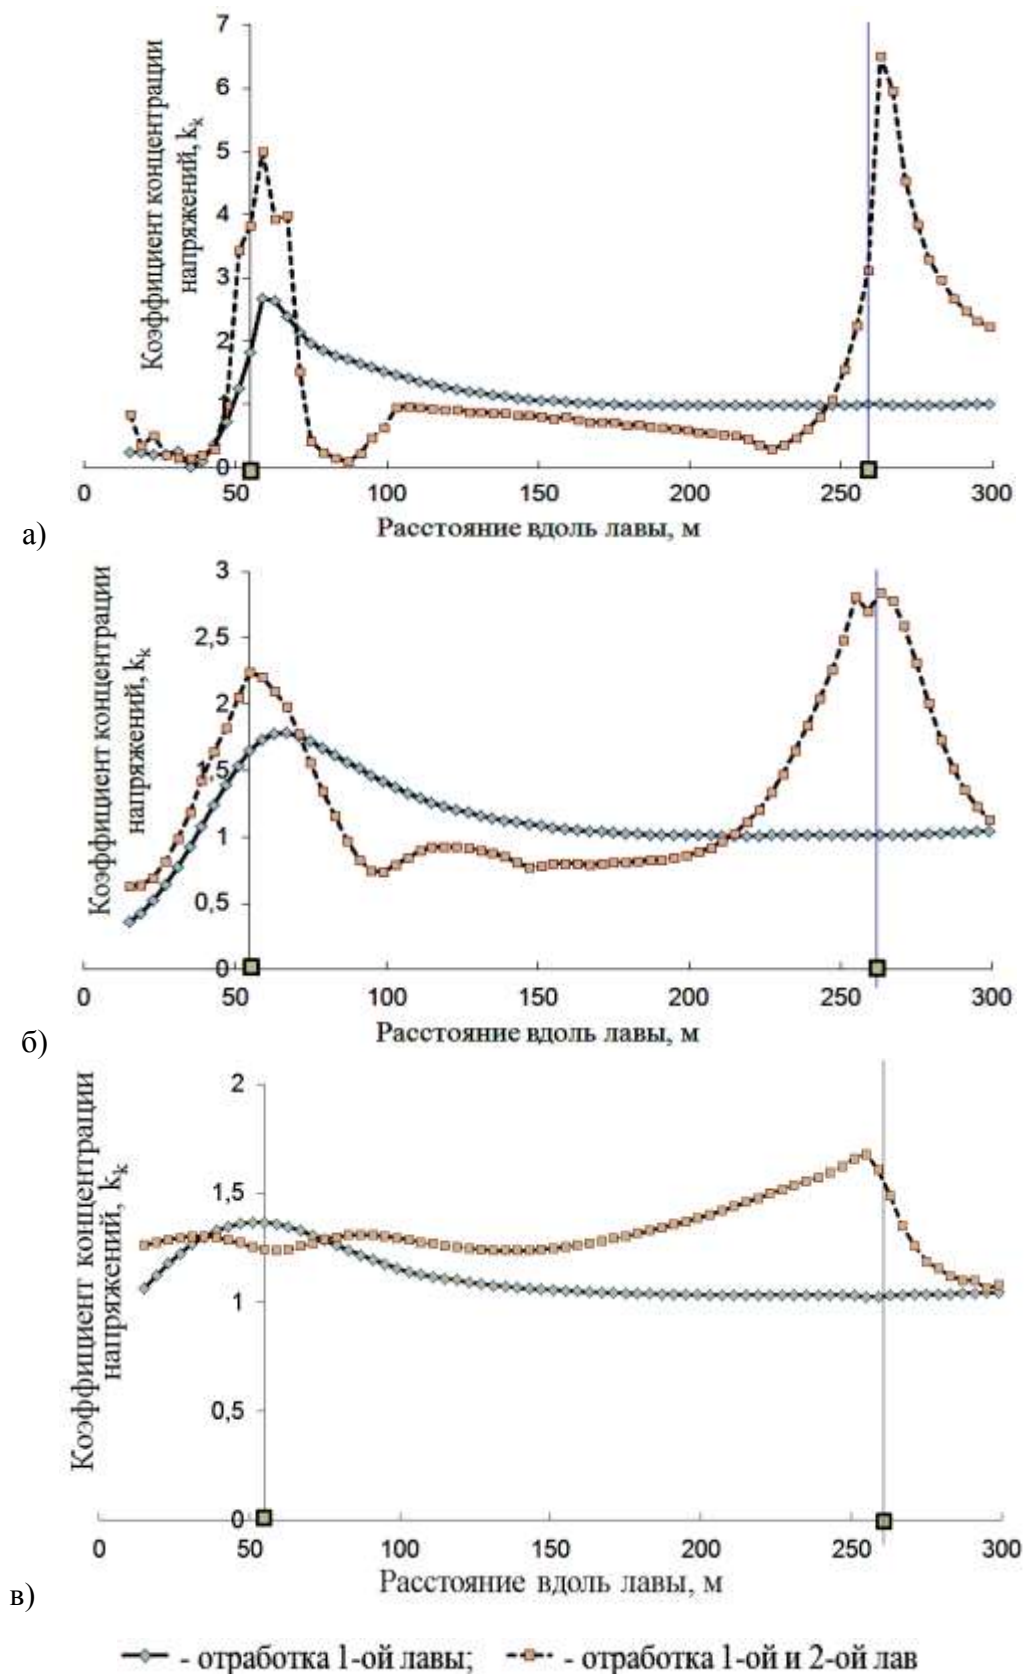 Коэффициент концентрации
напряжений, kк
7
6
5
4
3
2
1
0
0 50 100 150 200 250 300
Расстояние вдоль лавы, м
а)
Коэффициент концентрации
напряжений, kк
3
2,5
2
1,5
1
0,5
0
0 50 100 150 200 250 300
Расстояние вдоль лавы, м
б)
Коэффициент концентрации
напряжений, kк
2
1,5
1
0,5
0
0 50 100 150 200 250 300
Расстояние вдоль лавы, м
в)
- отработка 1-ой лавы; - отработка 1-ой и 2-ой лав